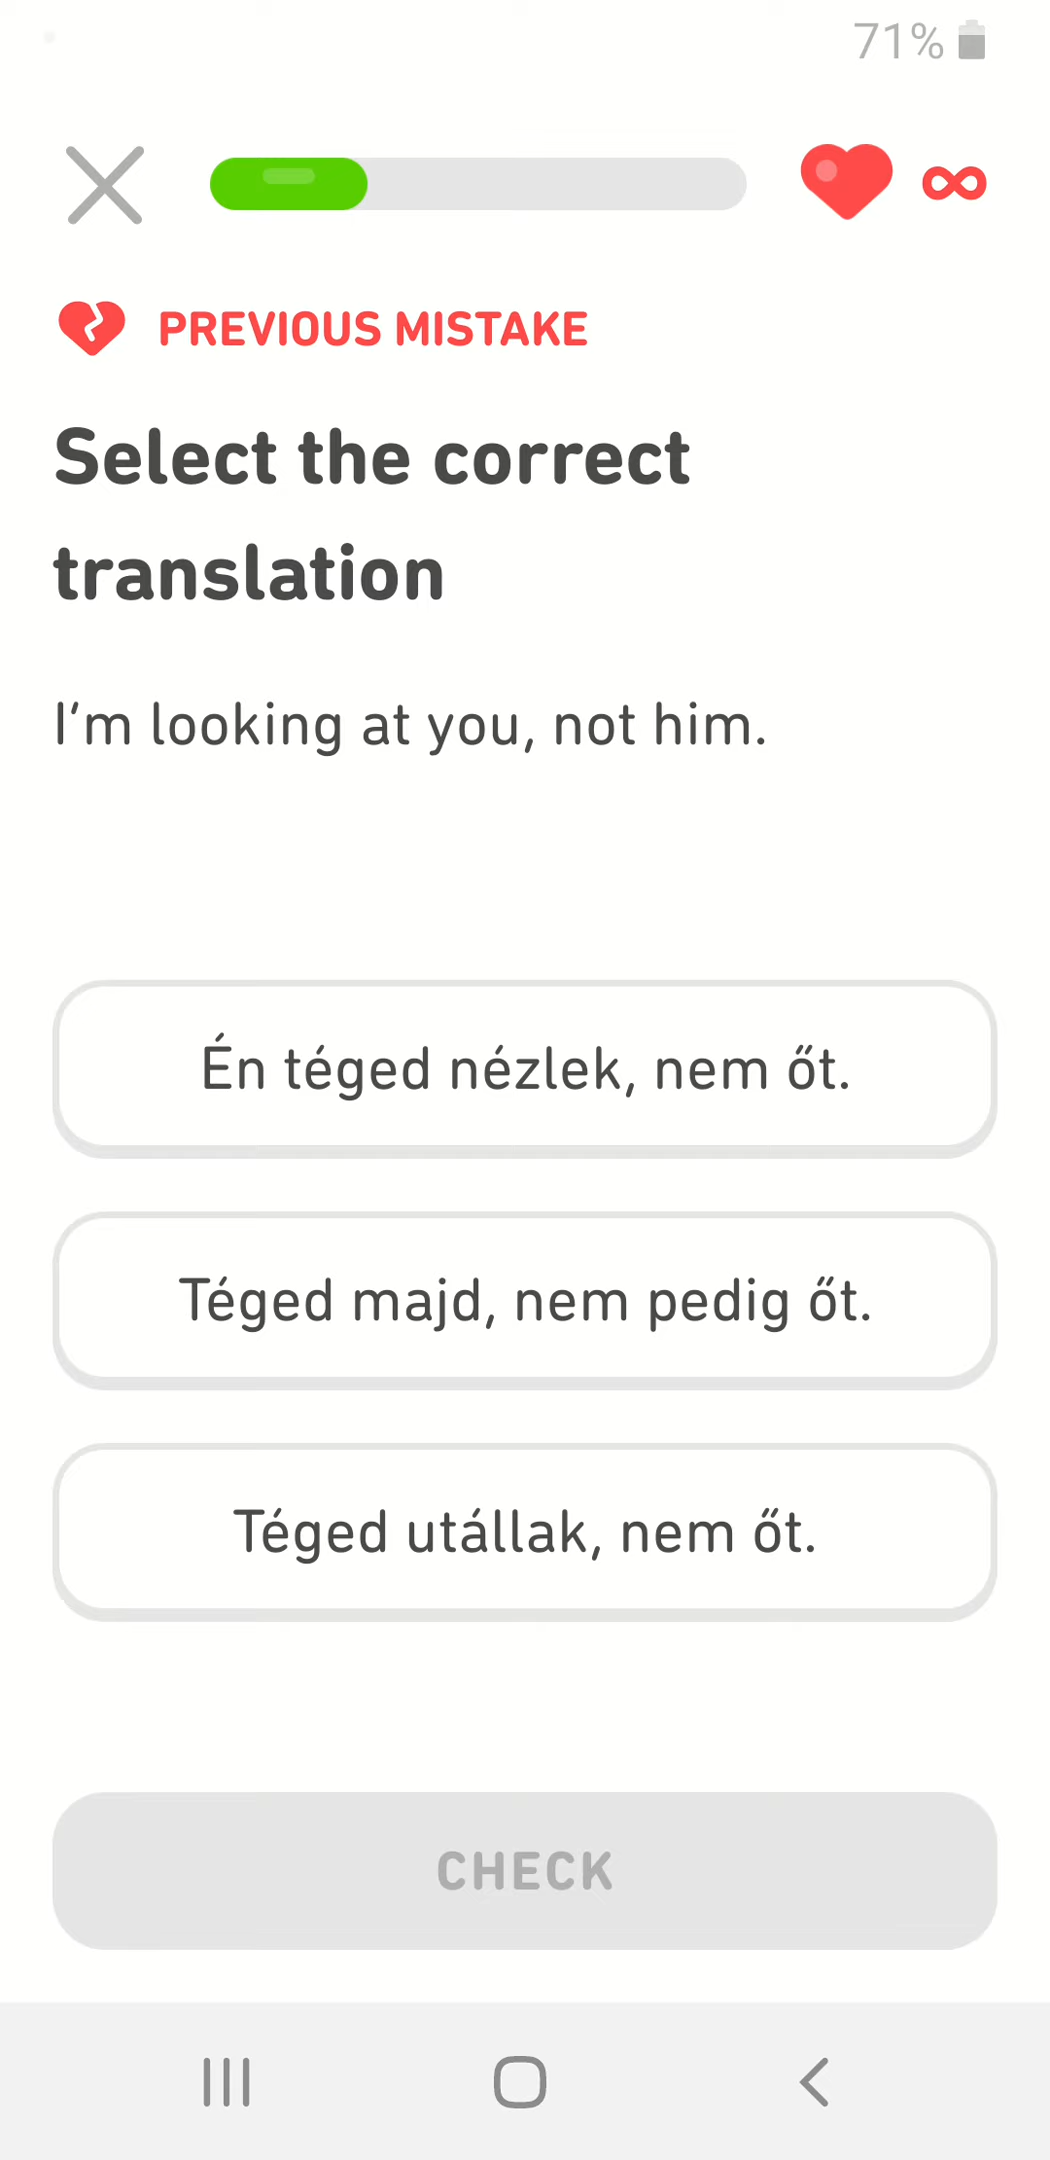 71%
PREVIOUS MISTAKE
Select the correct
translation
I’m looking at you, not him.
Én téged nézlek, nem őt.
Téged majd, nem pedig őt.
Téged utállak, nem őt.
CHECK